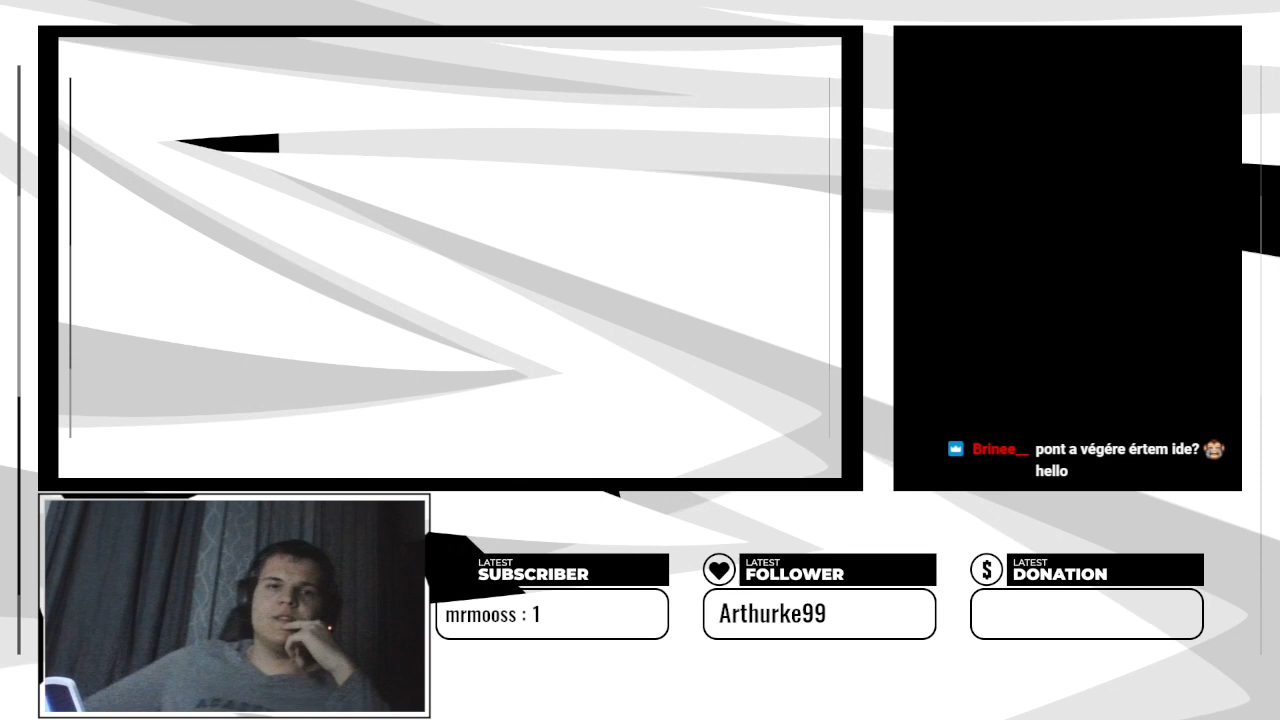 Brinee__ pont a végére értem ide?
hello
LATEST
SUBSCRIBER
mrmooss : 1
LATEST
FOLLOWER
Arthurke99
$
LATEST
DONATION